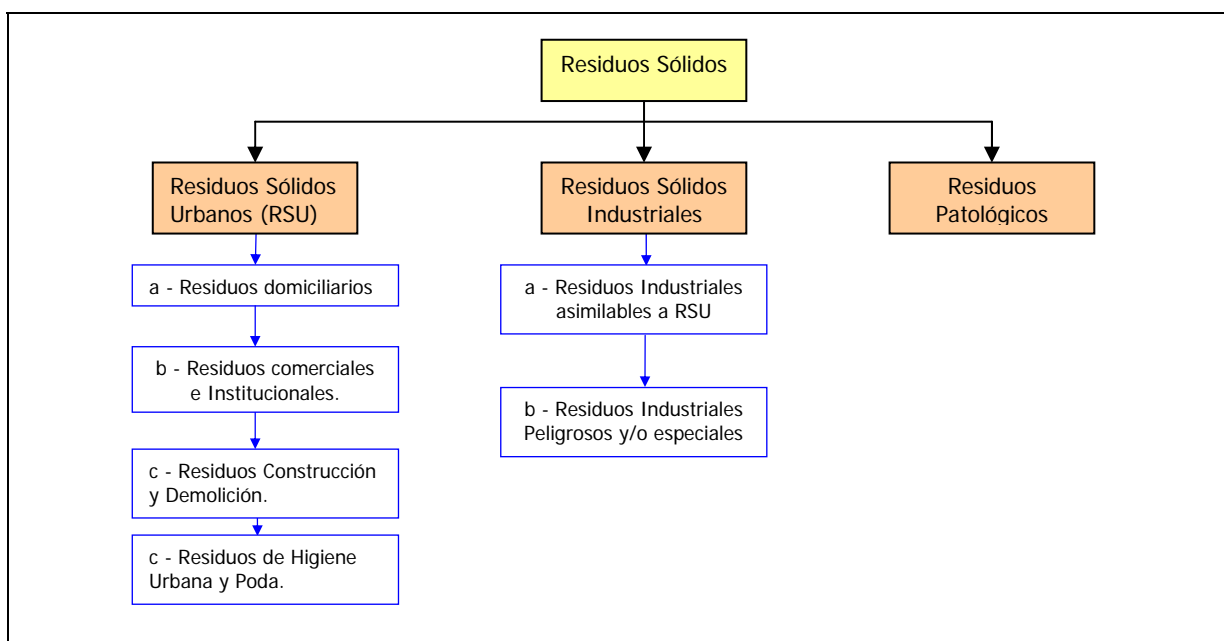 Residuos Sólidos
Residuos Sólidos
Urbanos (RSU)
Residuos Sólidos
Industriales
Residuos
Patológicos
a - Residuos domiciliarios
b - Residuos comerciales
e Institucionales.
c - Residuos Construcción
y Demolición.
c - Residuos de Higiene
Urbana y Poda.
a - Residuos Industriales
asimilables a RSU
b - Residuos Industriales
Peligrosos y/o especiales